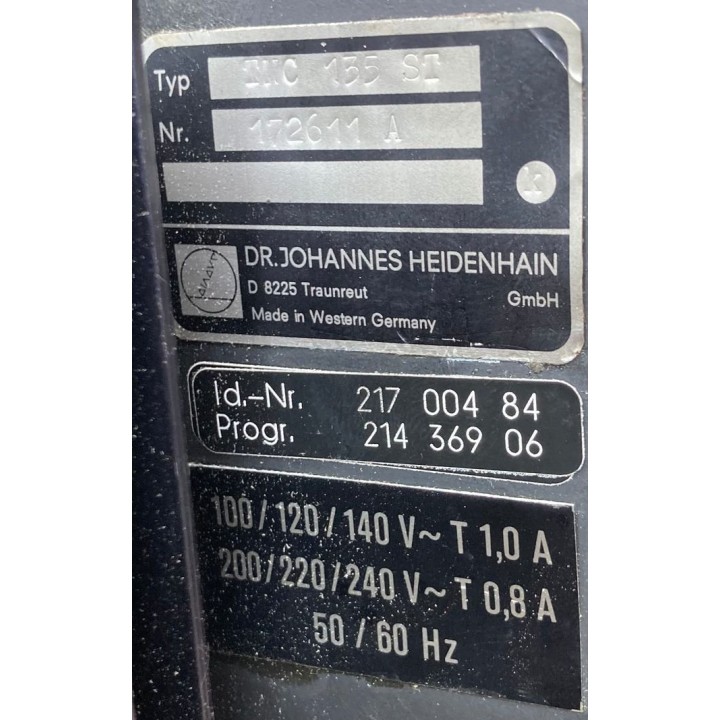 Typ TNC 155 ST
Nr. 172611 A
k
DR. JOHANNES HEIDENHAIN
D 8225 Traunreut GmbH
Made in Western Germany
Id.-Nr. 217 004 84
Progr. 214 369 06
100/120/140 V~ T 1,0 A
200/220/240 V~ T 0,8 A
50 / 60 Hz